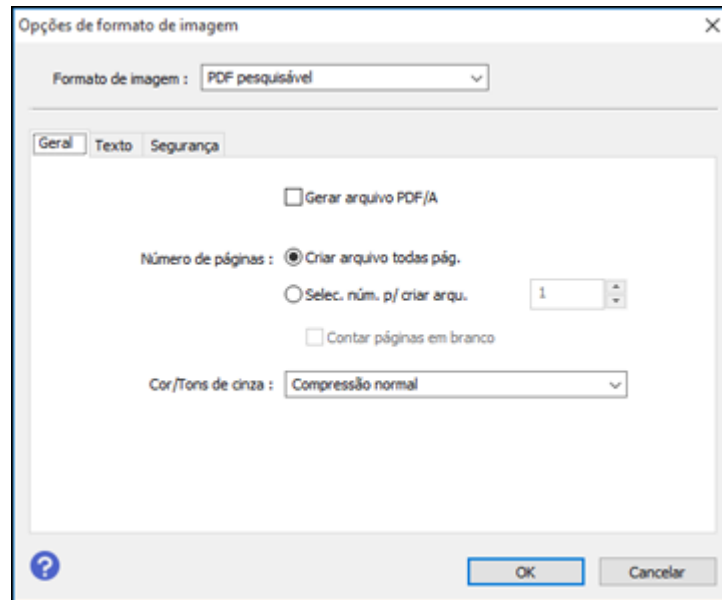 Opções de formato de imagem
Formato de imagem : PDF pesquisável
Geral Texto Segurança
Gerar arquivo PDF/A
Número de páginas : Criar arquivo todas pág.
Selec. núm. p/ criar arqu. 1
Contar páginas em branco
Cor/Tons de cinza : Compressão normal
? OK Cancelar